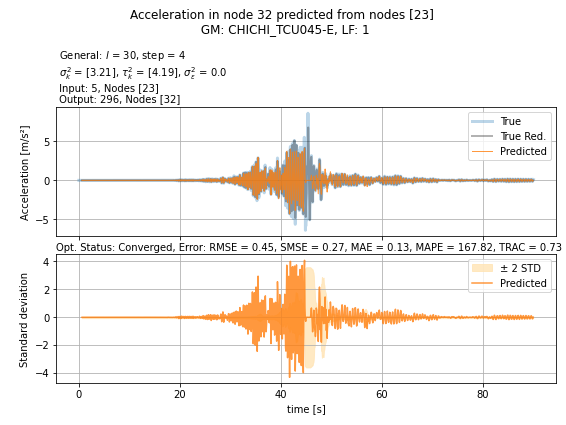 Acceleration in node 32 predicted from nodes [23]
GM: CHICHI_TCU045-E, LF: 1
General: l = 30, step = 4
σ²ₖ = [3.21], τ²ₖ = [4.19], σ²ε = 0.0
Input: 5, Nodes [23]
Output: 296, Nodes [32]
Acceleration [m/s²]
5
0
−5
True
True Red.
Predicted
Opt. Status: Converged, Error: RMSE = 0.45, SMSE = 0.27, MAE = 0.13, MAPE = 167.82, TRAC = 0.73
Standard deviation
4
2
0
−2
−4
± 2 STD
Predicted
0 20 40 60 80
time [s]